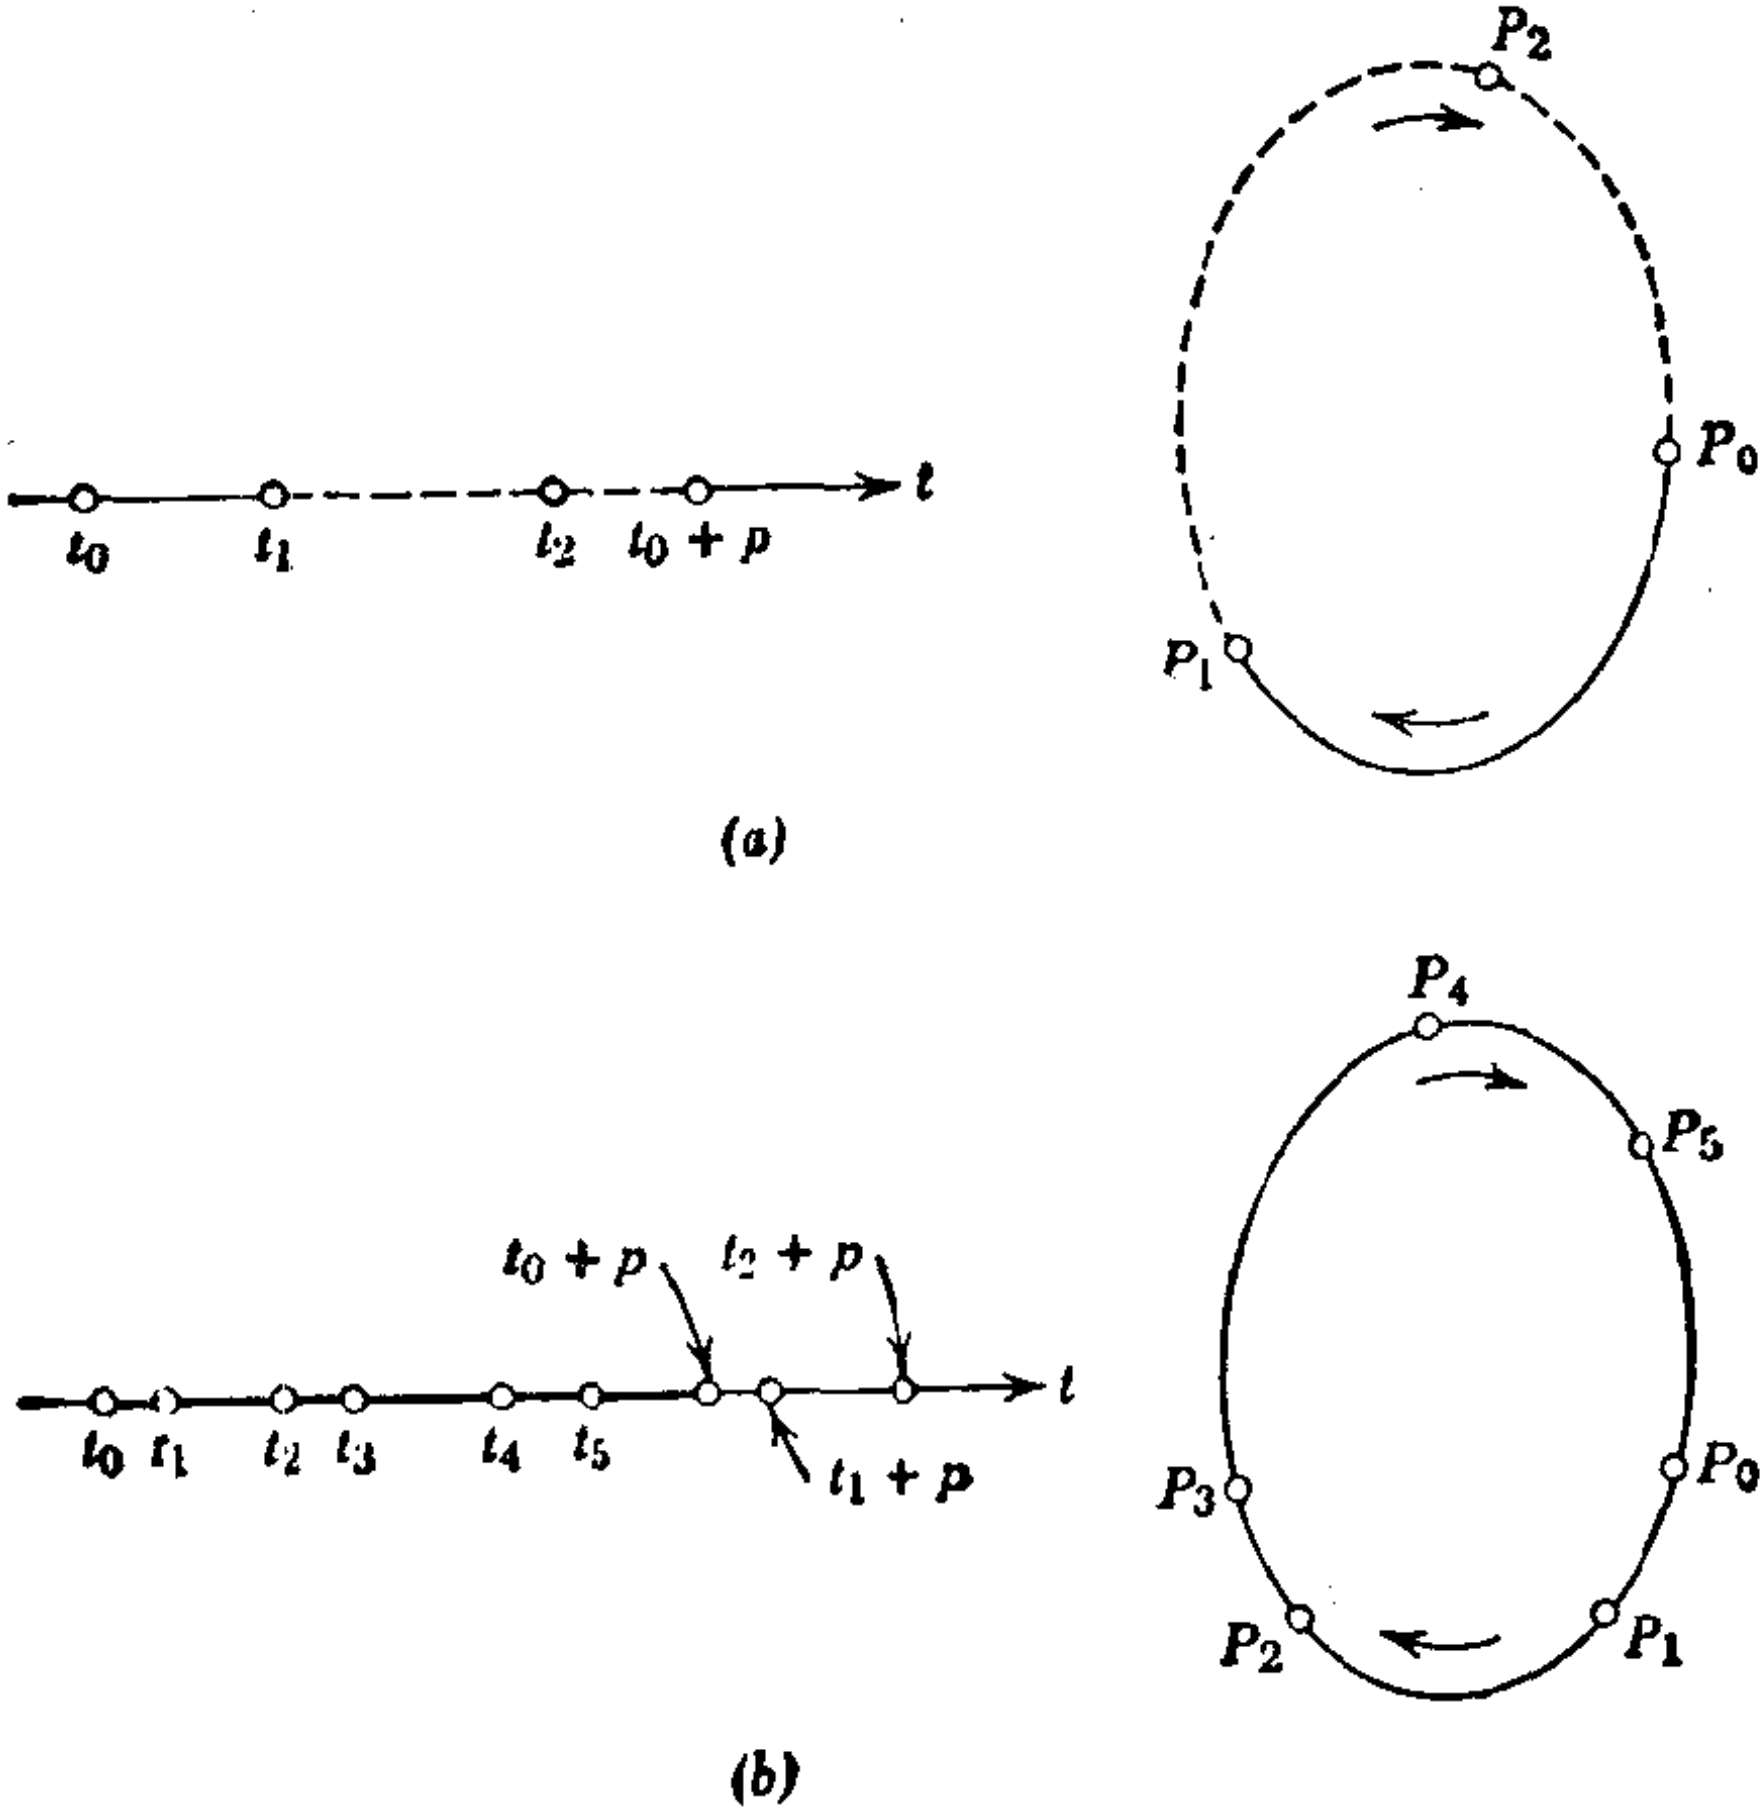 P₂
P₀
t
t₀ t₁ t₂ t₀ + p
P₁
(a)
P₄
P₅
t₀ + p t₂ + p
t
t₀ t₁ t₂ t₃ t₄ t₅
t₁ + p
P₃
P₀
P₂
P₁
(b)